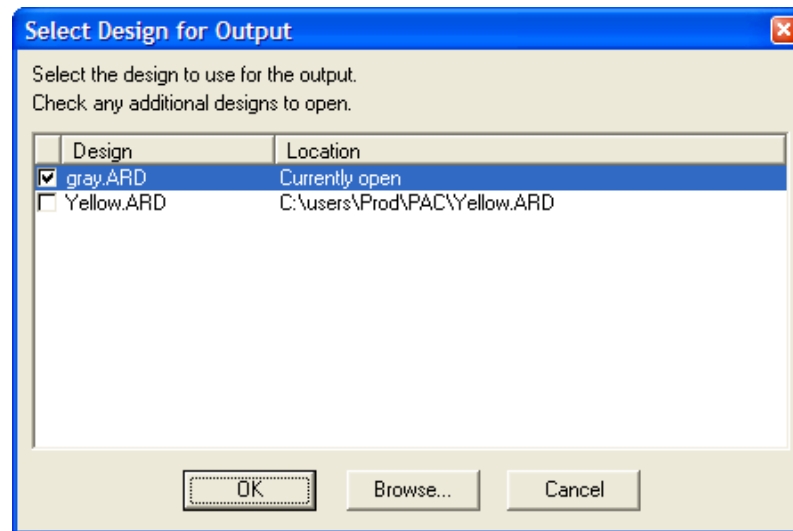 Select Design for Output
Select the design to use for the output.
Check any additional designs to open.
Design Location
gray.ARD Currently open
Yellow.ARD C:\users\Prod\PAC\Yellow.ARD
OK Browse... Cancel